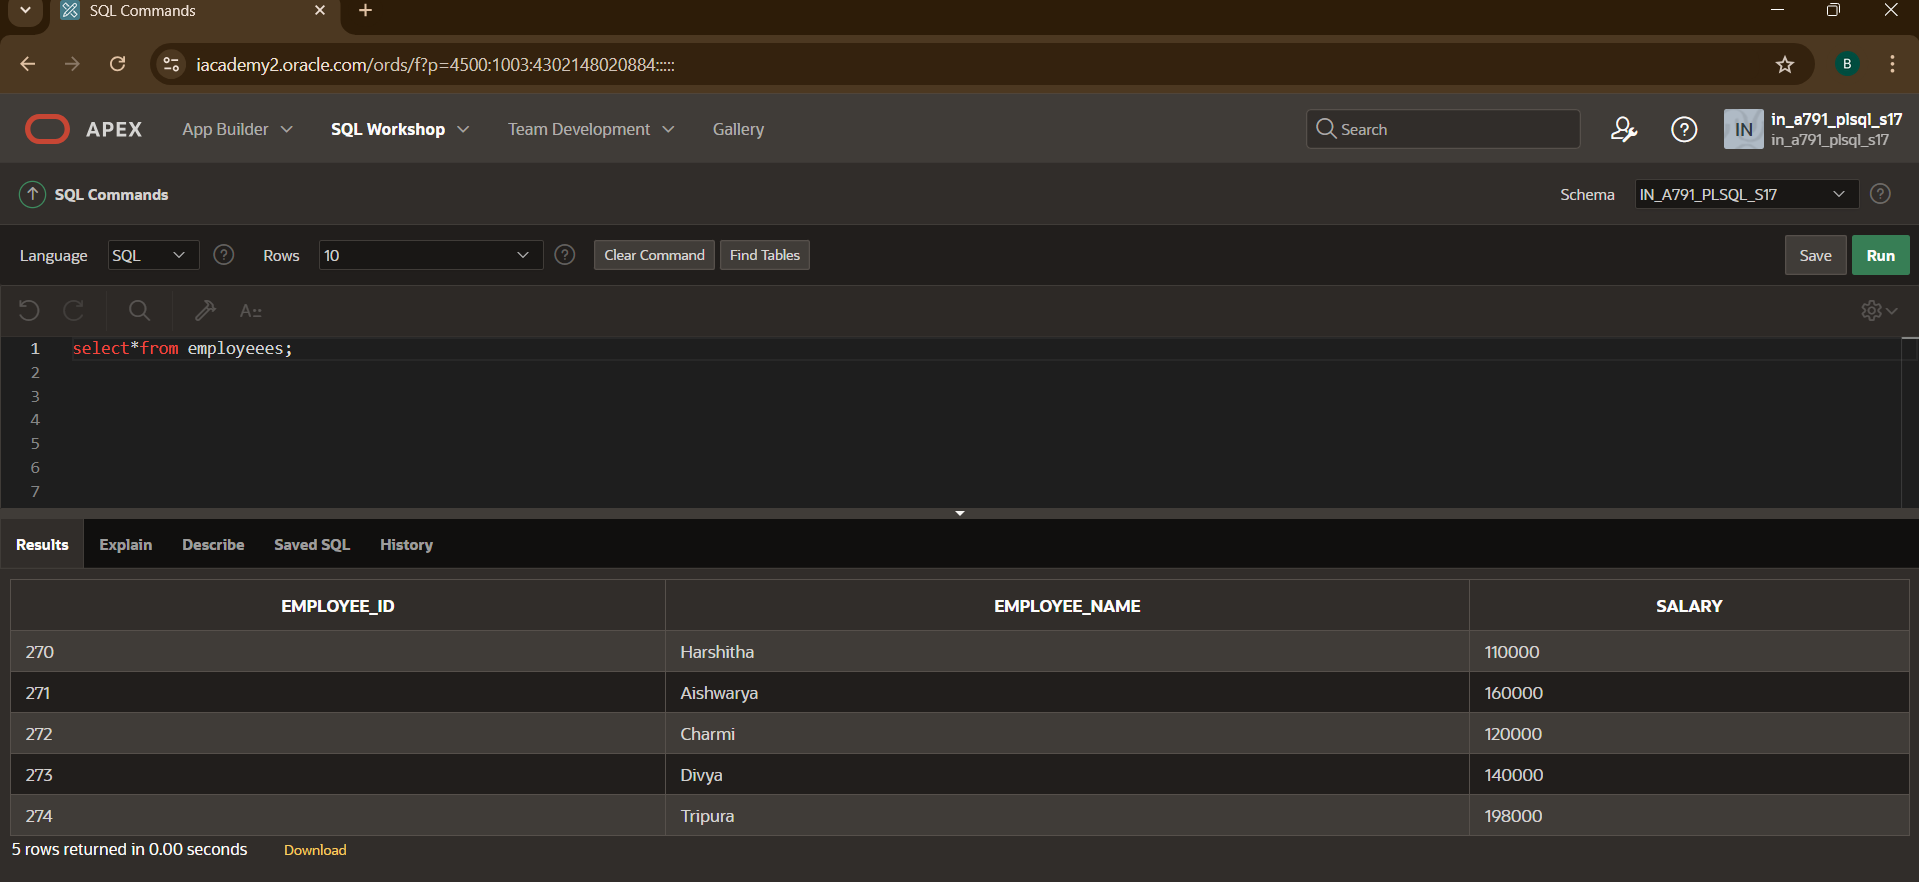 SQL Commands
iacademy2.oracle.com/ords/f?p=4500:1003:4302148020884:::::
B
APEX App Builder SQL Workshop Team Development Gallery Search IN in_a791_plsql_s17
in_a791_plsql_s17
SQL Commands Schema IN_A791_PLSQL_S17
Language SQL Rows 10 Clear Command Find Tables Save Run
A::
1 select*from employeees;
2
3
4
5
6
7
Results Explain Describe Saved SQL History
EMPLOYEE_ID EMPLOYEE_NAME SALARY
270 Harshitha 110000
271 Aishwarya 160000
272 Charmi 120000
273 Divya 140000
274 Tripura 198000
5 rows returned in 0.00 seconds Download